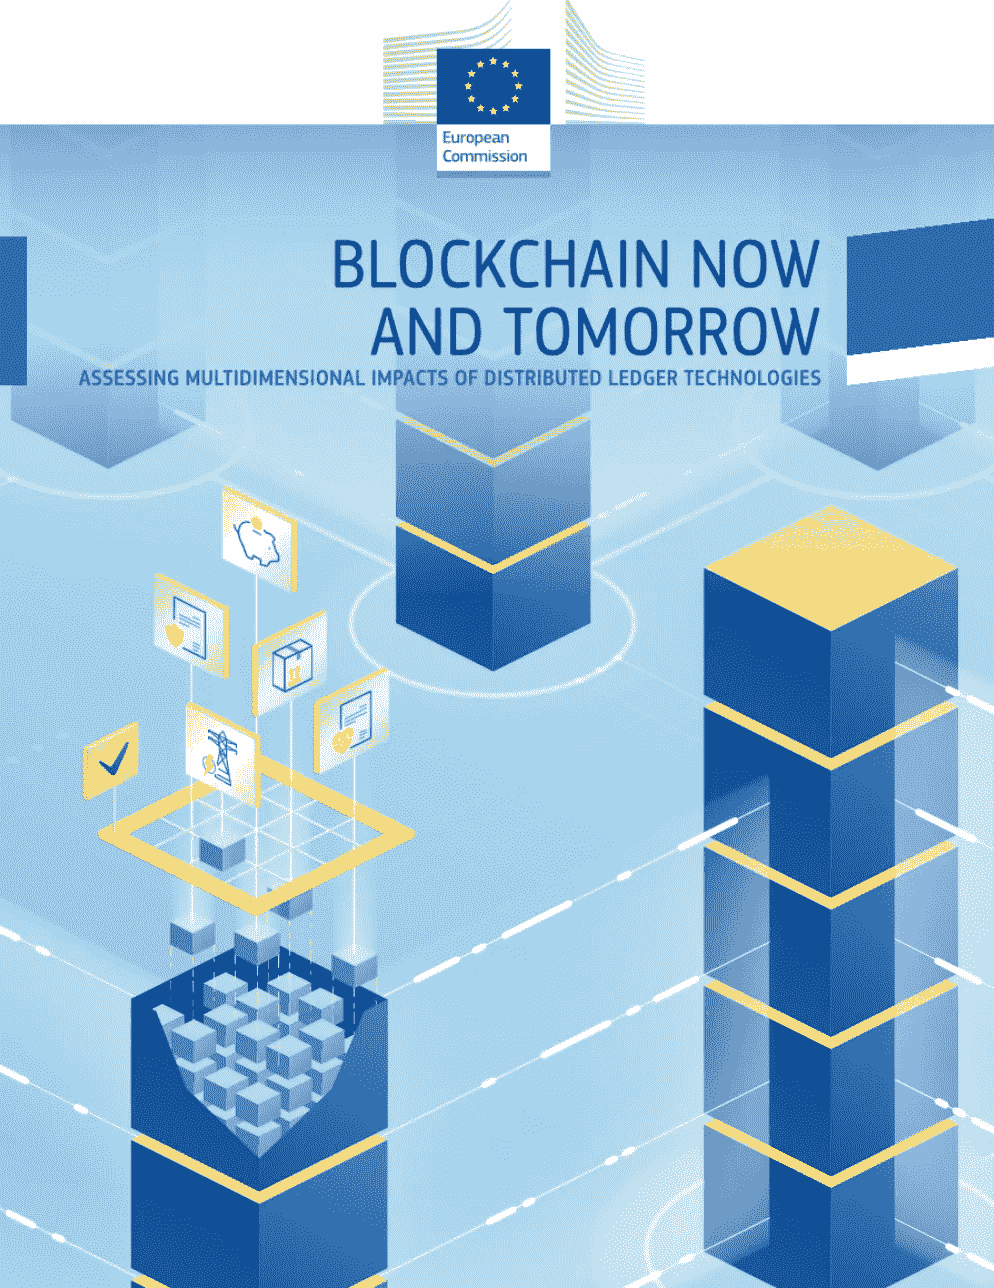 European
Commission
BLOCKCHAIN NOW
AND TOMORROW
ASSESSING MULTIDIMENSIONAL IMPACTS OF DISTRIBUTED LEDGER TECHNOLOGIES